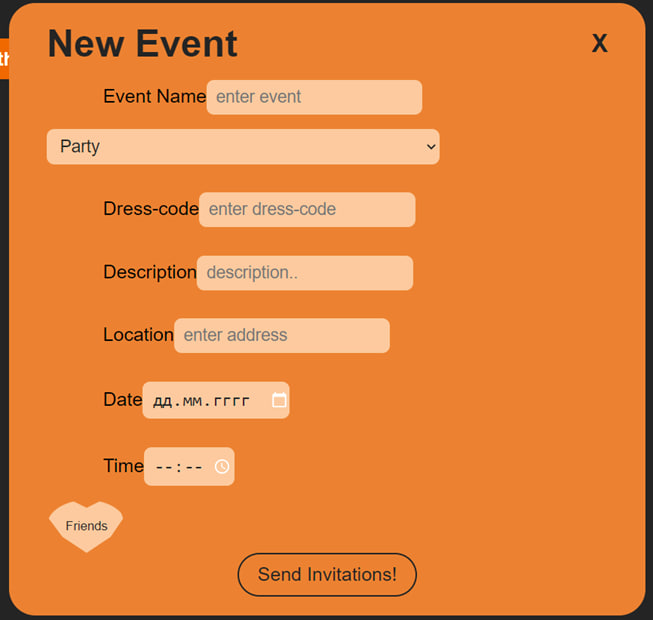 New Event X
th
Event Name enter event
Party
Dress-code enter dress-code
Description description..
Location enter address
Date дд.мм.гггг
Time --:--
Friends
Send Invitations!